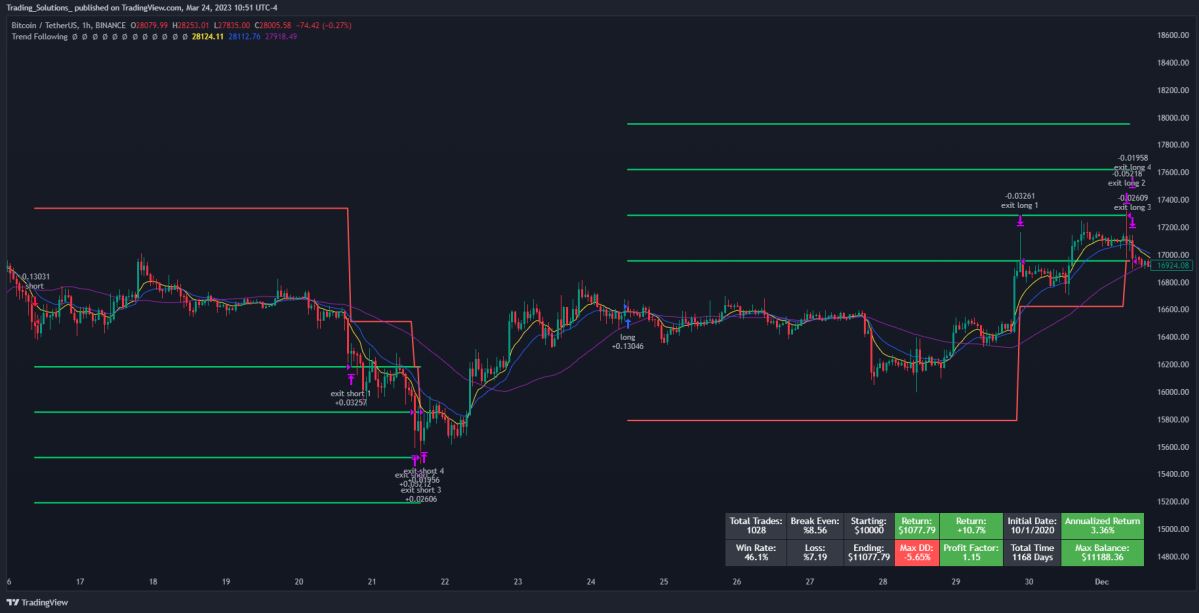 Trading_Solutions_ published on TradingView.com, Mar 24, 2023 10:51 UTC-4
Bitcoin / TetherUS, 1h, BINANCE O28079.99 H28253.01 L27835.00 C28005.58 -74.42 (-0.27%)
Trend Following Ø Ø Ø Ø Ø Ø Ø Ø Ø Ø Ø Ø 28124.11 28112.76 27918.49
18600.00
18400.00
18200.00
18000.00
17800.00
17600.00
17400.00
17200.00
17000.00
16924.08
16800.00
16600.00
16400.00
16200.00
16000.00
15800.00
15600.00
15400.00
15200.00
15000.00
14800.00
-0.13031
short
exit short 1
+0.03257
exit short 4
+0.01956
exit short 3
+0.02606
long
+0.13046
-0.03261
exit long 1
-0.01958
exit long 4
-0.05218
exit long 2
-0.02609
exit long 3
Total Trades: 1028
Break Even: %8.56
Starting: $10000
Return: $1077.79
Return: +10.7%
Initial Date: 10/1/2020
Annualized Return 3.36%
Win Rate: 46.1%
Loss: %7.19
Ending: $11077.79
Max DD: -5.65%
Profit Factor: 1.15
Total Time 1168 Days
Max Balance: $11188.36
6 17 18 19 20 21 22 23 24 25 26 27 28 29 30 Dec
TradingView